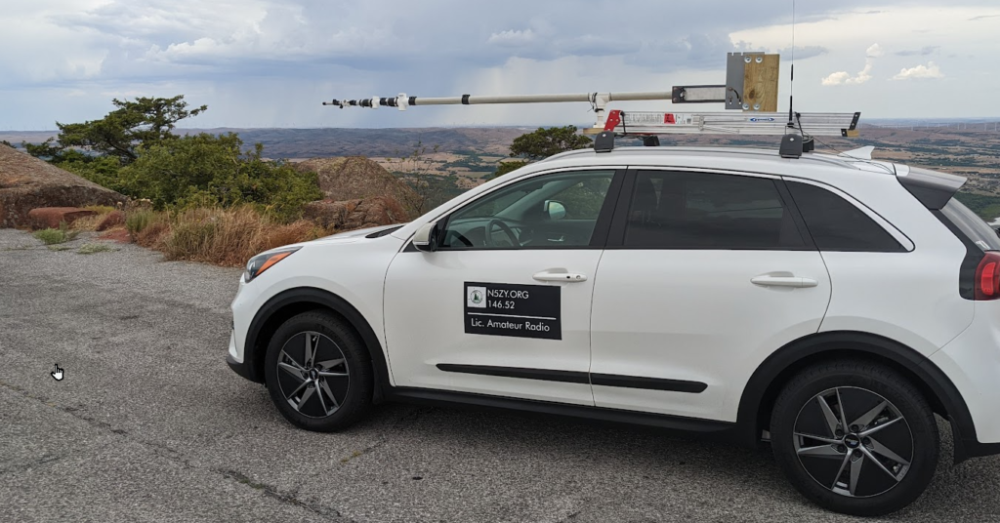 N5ZY.ORG
146.52
Lic. Amateur Radio